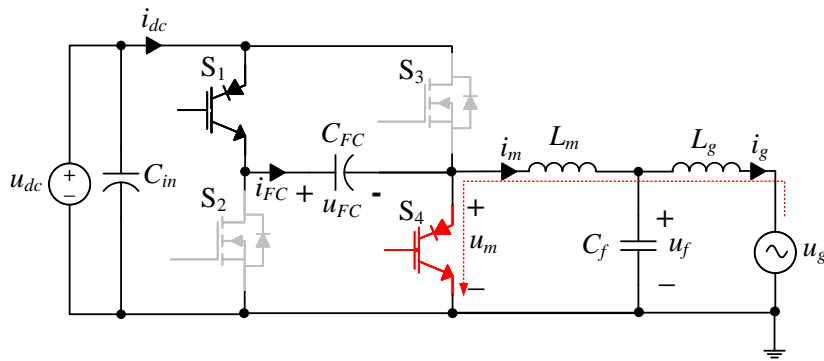 i_dc
S_1
S_3
C_FC
i_m
L_m
L_g
i_g
u_dc
+
−
C_in
i_FC
+
u_FC
-
S_2
S_4
+
u_m
−
C_f
+
u_f
−
u_g